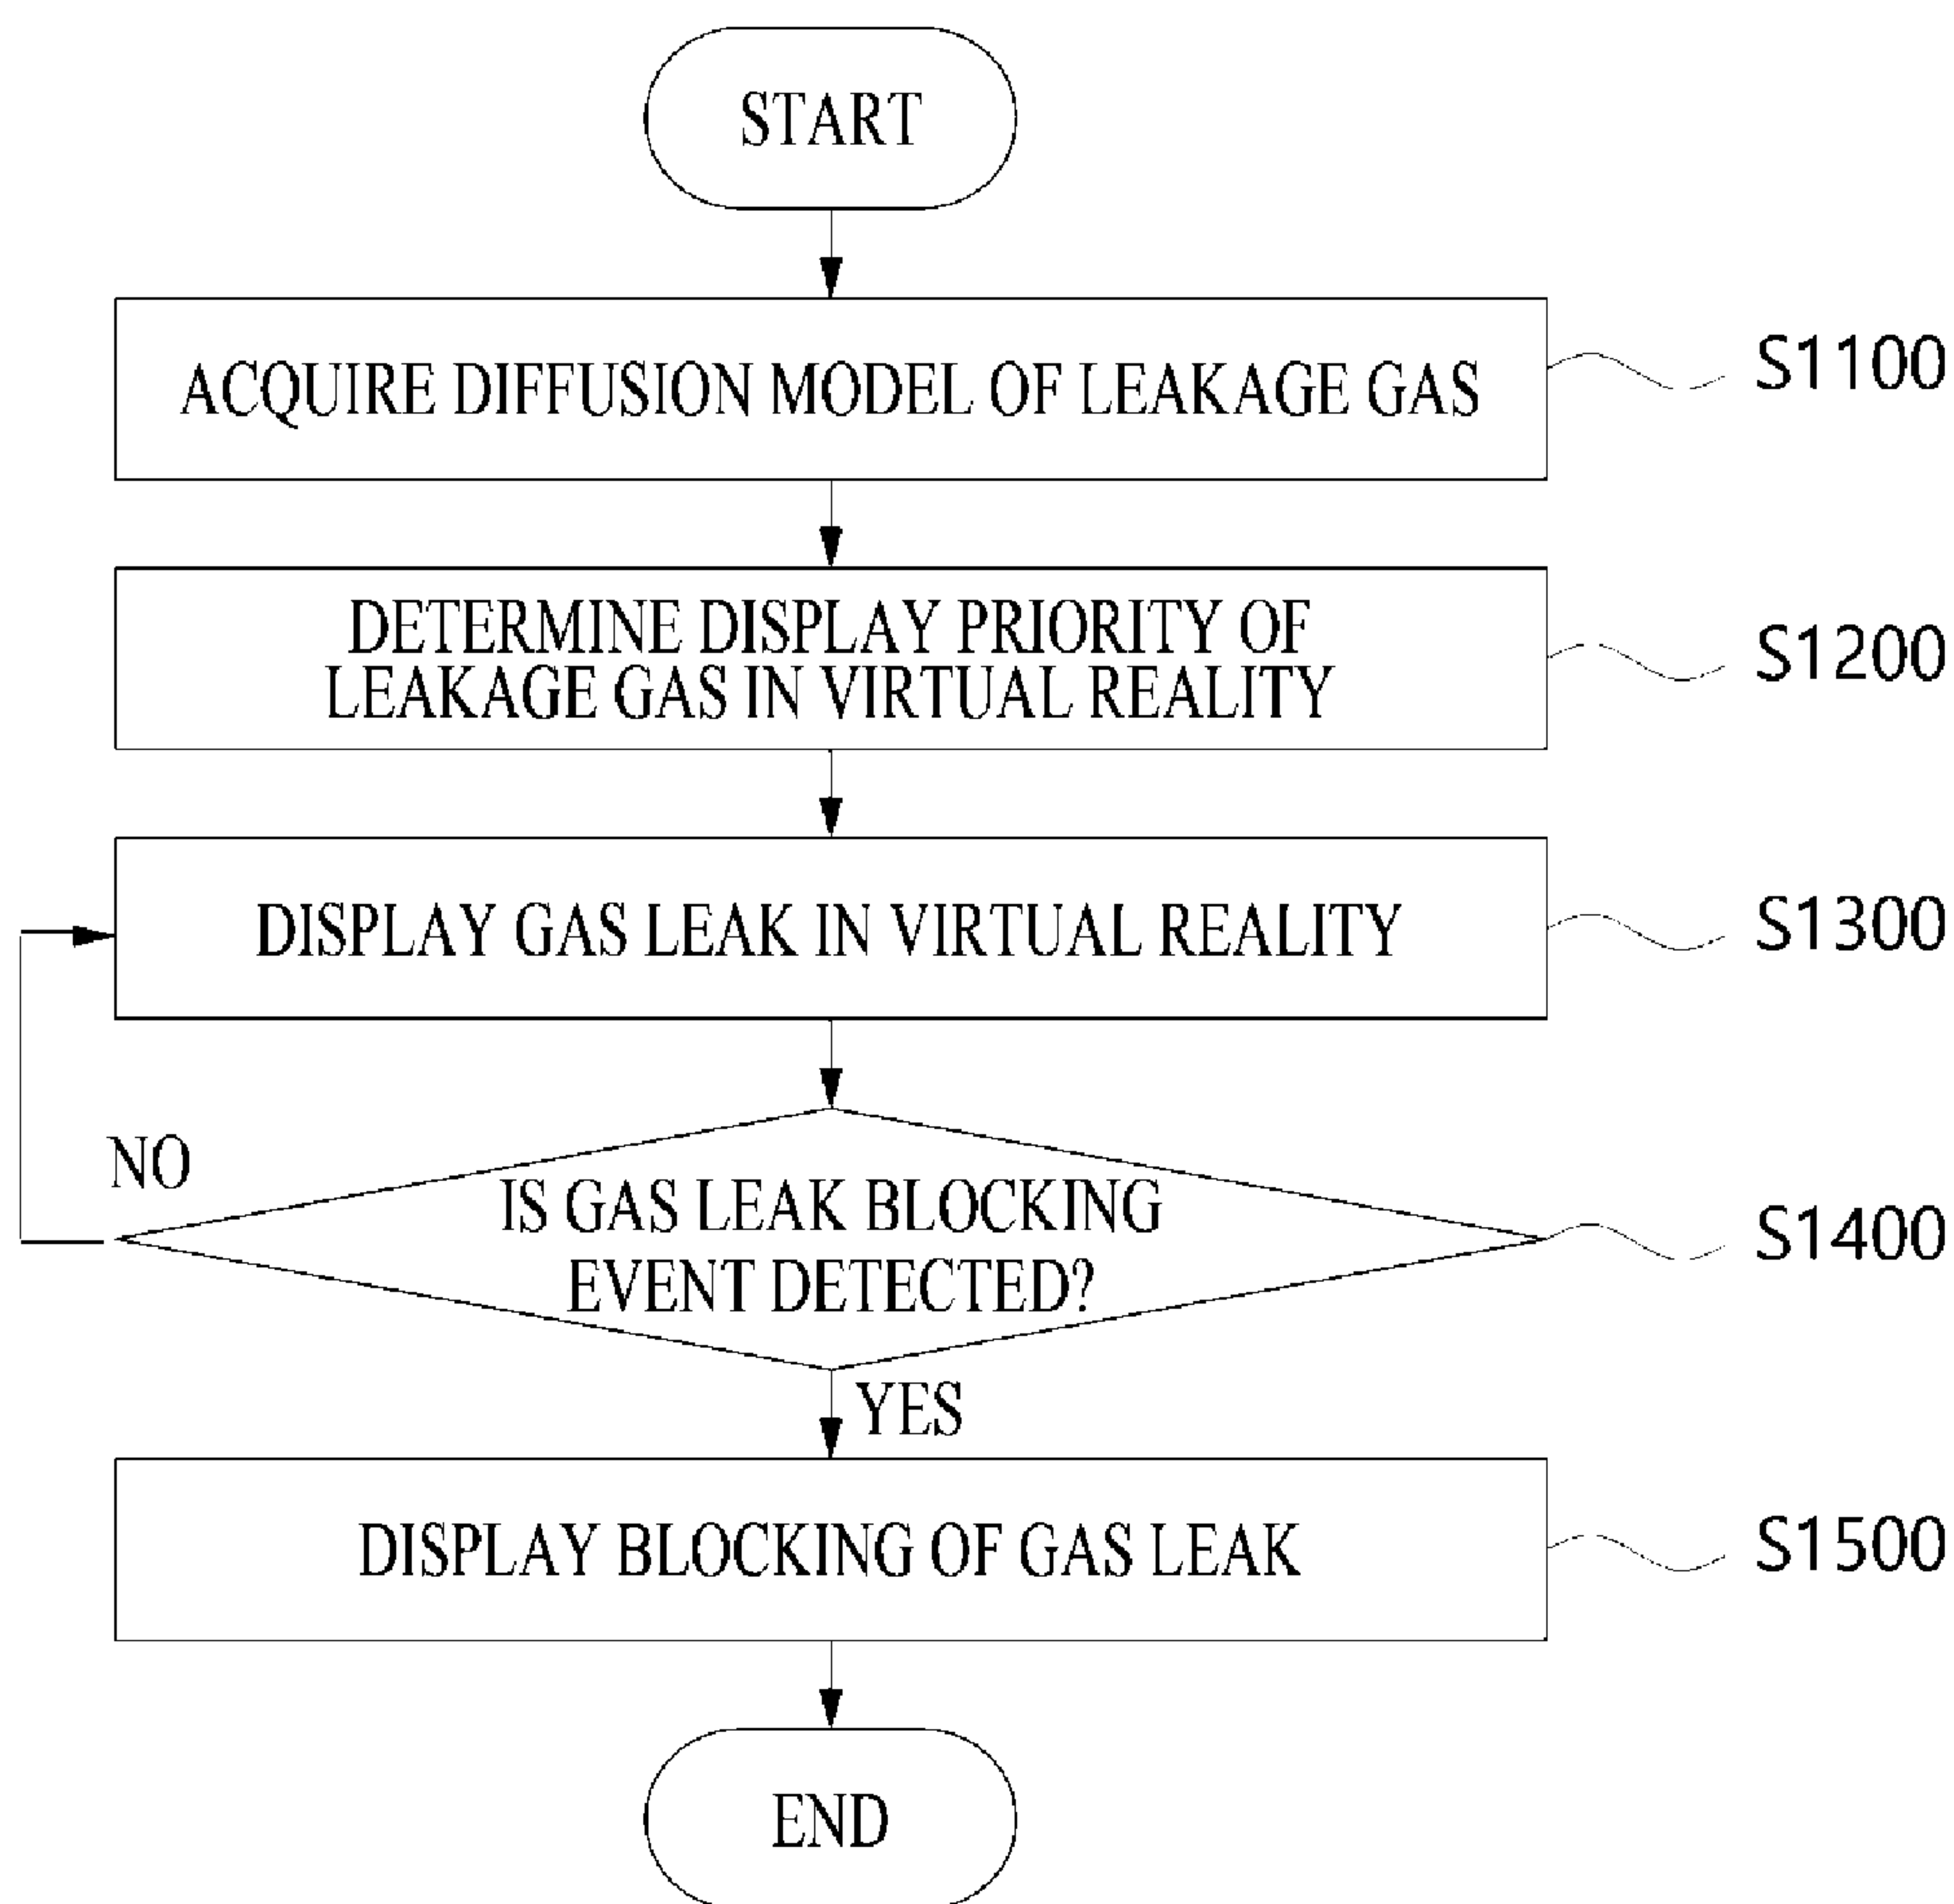 START
ACQUIRE DIFFUSION MODEL OF LEAKAGE GAS
S1100
DETERMINE DISPLAY PRIORITY OF
LEAKAGE GAS IN VIRTUAL REALITY
S1200
DISPLAY GAS LEAK IN VIRTUAL REALITY
S1300
NO
IS GAS LEAK BLOCKING
EVENT DETECTED?
S1400
YES
DISPLAY BLOCKING OF GAS LEAK
S1500
END